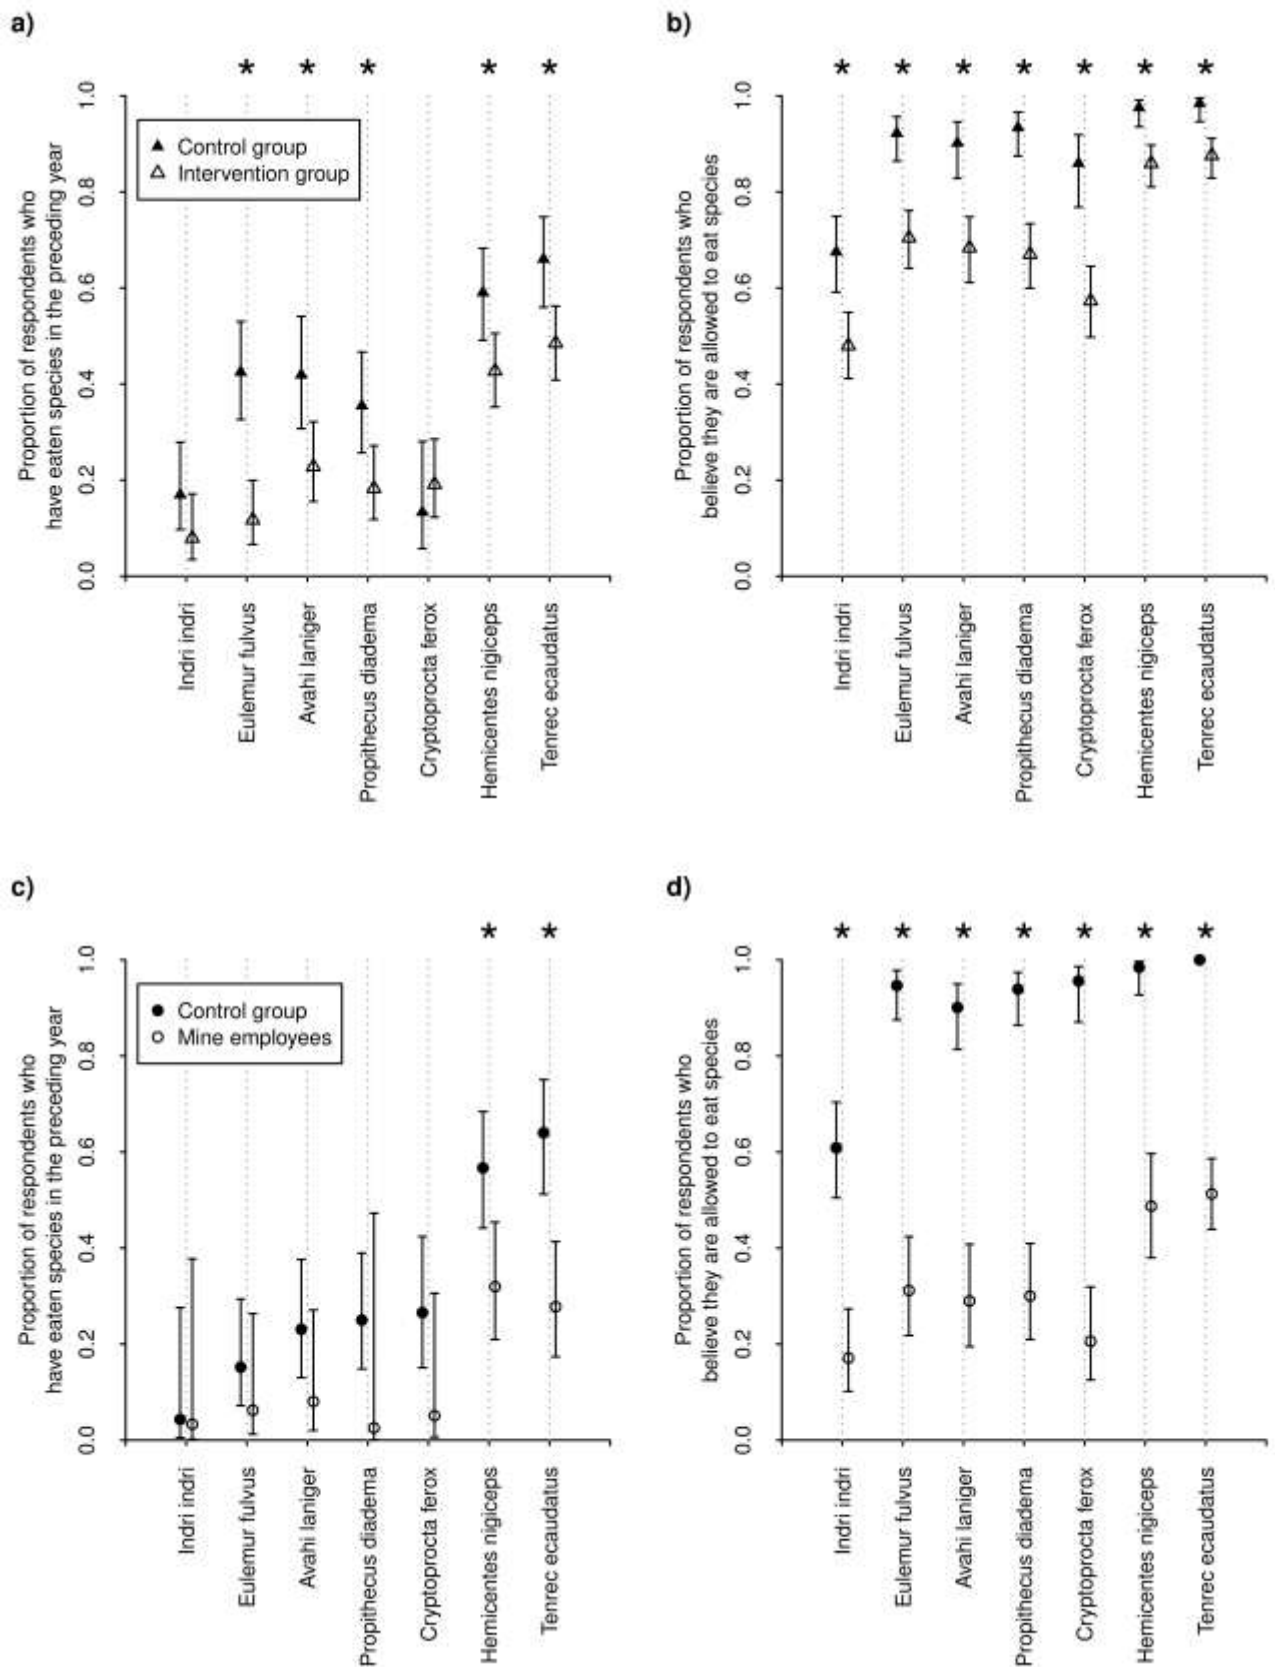 a)
* * * * *
Proportion of respondents who
have eaten species in the preceding year
1.0
0.8
0.6
0.4
0.2
0.0
Control group
Intervention group
Indri indri
Eulemur fulvus
Avahi laniger
Propithecus diadema
Cryptoprocta ferox
Hemicentes nigiceps
Tenrec ecaudatus
b)
* * * * * * *
Proportion of respondents who
believe they are allowed to eat species
1.0
0.8
0.6
0.4
0.2
0.0
Indri indri
Eulemur fulvus
Avahi laniger
Propithecus diadema
Cryptoprocta ferox
Hemicentes nigiceps
Tenrec ecaudatus
c)
* *
Proportion of respondents who
have eaten species in the preceding year
1.0
0.8
0.6
0.4
0.2
0.0
Control group
Mine employees
Indri indri
Eulemur fulvus
Avahi laniger
Propithecus diadema
Cryptoprocta ferox
Hemicentes nigiceps
Tenrec ecaudatus
d)
* * * * * * *
Proportion of respondents who
believe they are allowed to eat species
1.0
0.8
0.6
0.4
0.2
0.0
Indri indri
Eulemur fulvus
Avahi laniger
Propithecus diadema
Cryptoprocta ferox
Hemicentes nigiceps
Tenrec ecaudatus